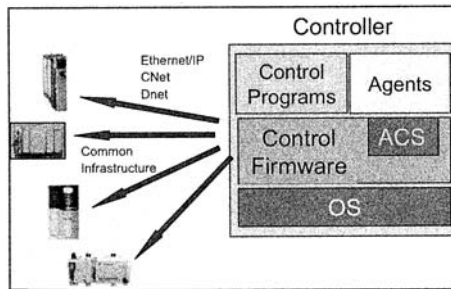 Controller
Ethernet/IP
CNet
Dnet
Control
Programs
Agents
Common
Infrastructure
Control
Firmware
ACS
OS